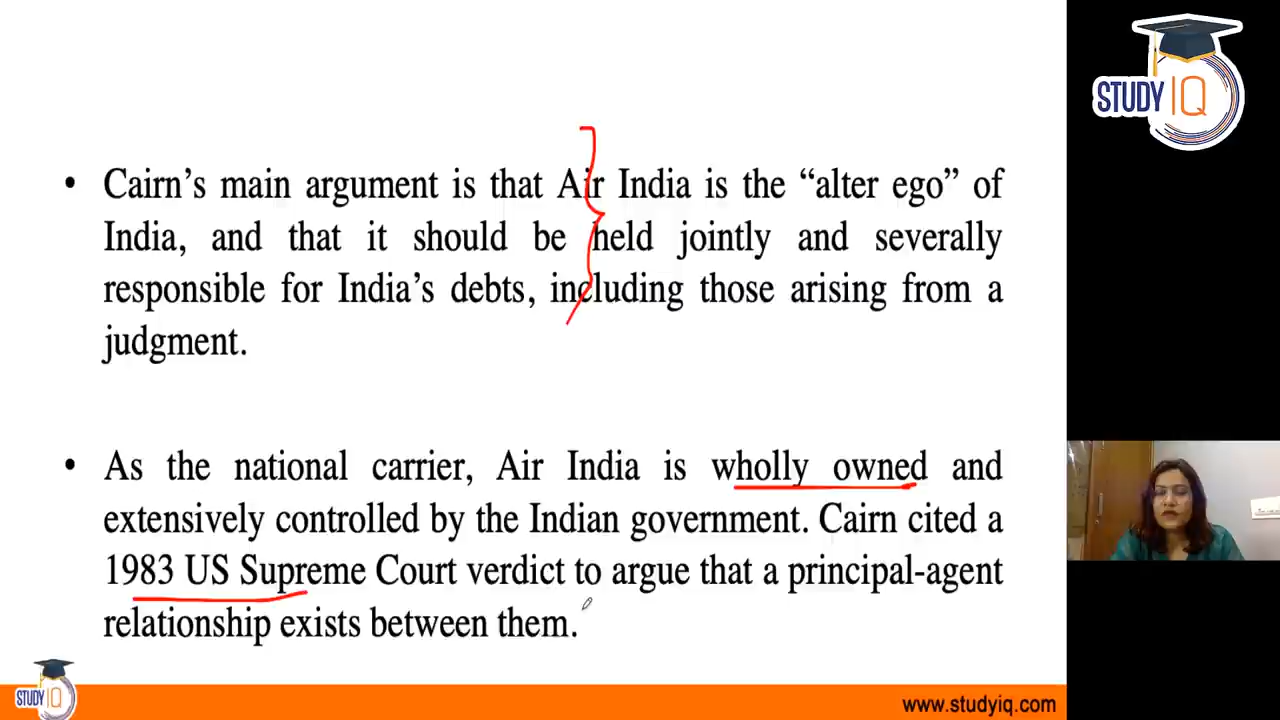 STUDY IQ
• Cairn's main argument is that Air India is the “alter ego” of
India, and that it should be held jointly and severally
responsible for India's debts, including those arising from a
judgment.
• As the national carrier, Air India is wholly owned and
extensively controlled by the Indian government. Cairn cited a
1983 US Supreme Court verdict to argue that a principal-agent
relationship exists between them.
STUDY IQ
www.studyiq.com